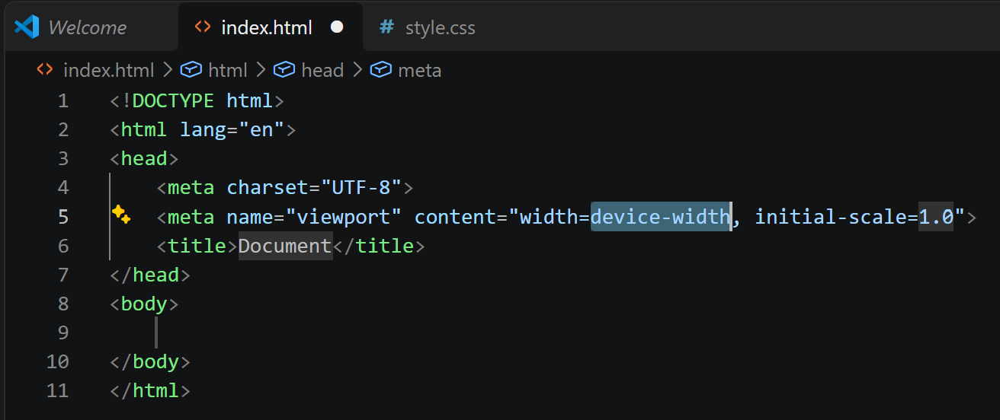 Welcome index.html style.css
index.html > html > head > meta
1 <!DOCTYPE html>
2 <html lang="en">
3 <head>
4     <meta charset="UTF-8">
5     <meta name="viewport" content="width=device-width, initial-scale=1.0">
6     <title>Document</title>
7 </head>
8 <body>
9
10 </body>
11 </html>